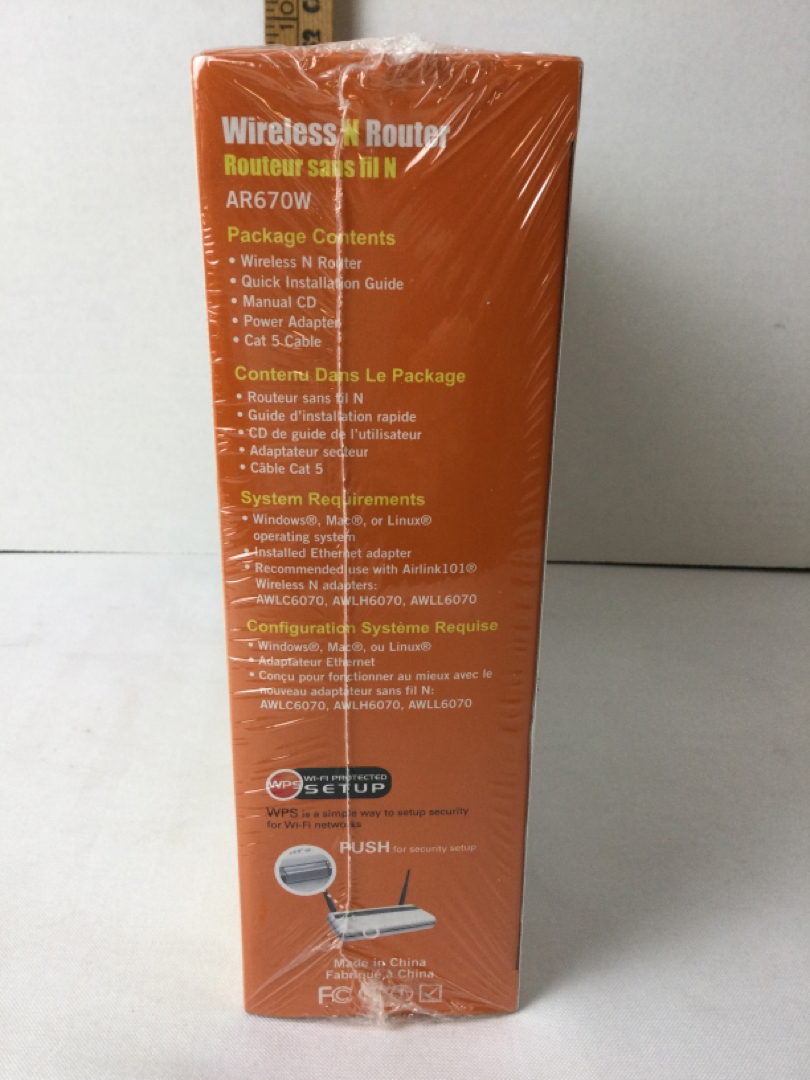 Wireless N Router
Routeur sans fil N
AR670W
Package Contents
• Wireless N Router
• Quick Installation Guide
• Manual CD
• Power Adapter
• Cat 5 Cable
Contenu Dans Le Package
• Routeur sans fil N
• Guide d'installation rapide
• CD de guide de l'utilisateur
• Adaptateur secteur
• Câble Cat 5
System Requirements
• Windows®, Mac®, or Linux®
operating system
• Installed Ethernet adapter
• Recommended use with Airlink101®
Wireless N adapters:
AWLC6070, AWLH6070, AWLL6070
Configuration Système Requise
• Windows®, Mac®, ou Linux®
• Adaptateur Ethernet
• Conçu pour fonctionner au mieux avec le
nouveau adaptateur sans fil N:
AWLC6070, AWLH6070, AWLL6070
WPS WI-FI PROTECTED
SETUP
WPS is a simple way to setup security
for Wi-Fi networks
PUSH for security setup
Made in China
Fabriqué à China
FC